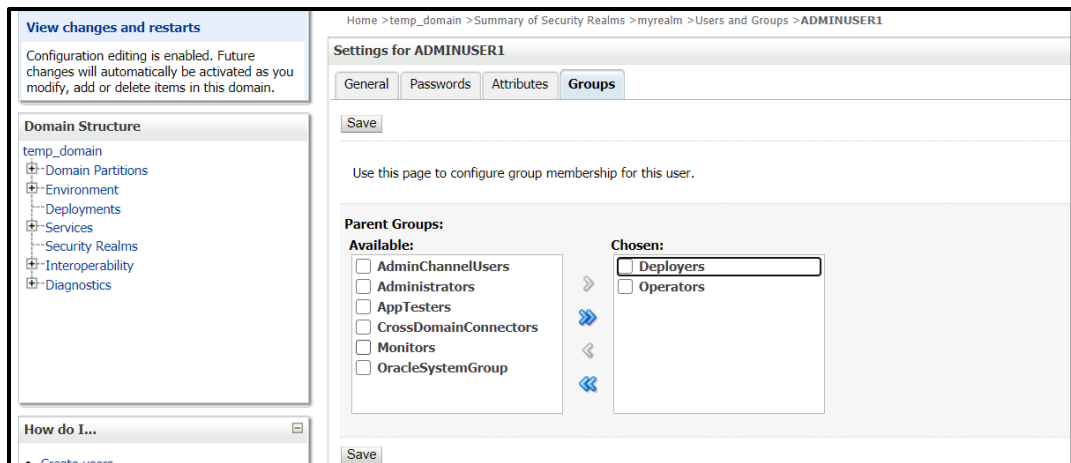 View changes and restarts
Configuration editing is enabled. Future
changes will automatically be activated as you
modify, add or delete items in this domain.
Domain Structure
temp_domain
Domain Partitions
Environment
Deployments
Services
Security Realms
Interoperability
Diagnostics
How do I...
Create users
Home >temp_domain >Summary of Security Realms >myrealm >Users and Groups >ADMINUSER1
Settings for ADMINUSER1
General Passwords Attributes Groups
Save
Use this page to configure group membership for this user.
Parent Groups:
Available:
AdminChannelUsers
Administrators
AppTesters
CrossDomainConnectors
Monitors
OracleSystemGroup
Chosen:
Deployers
Operators
Save